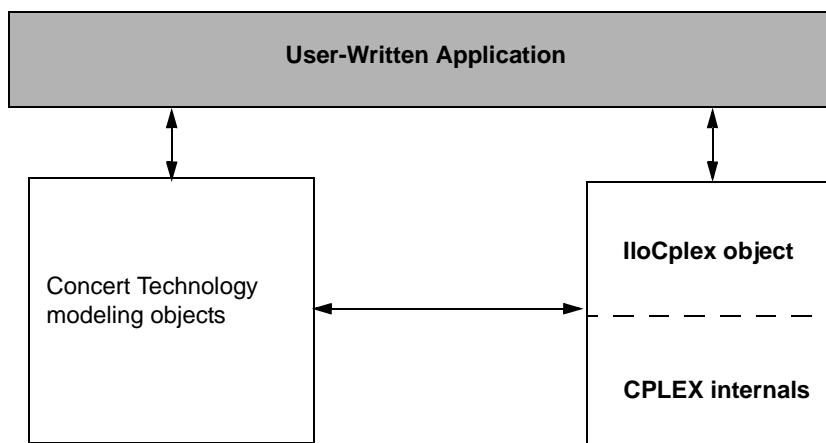 User-Written Application
IloCplex object
Concert Technology
modeling objects
CPLEX internals